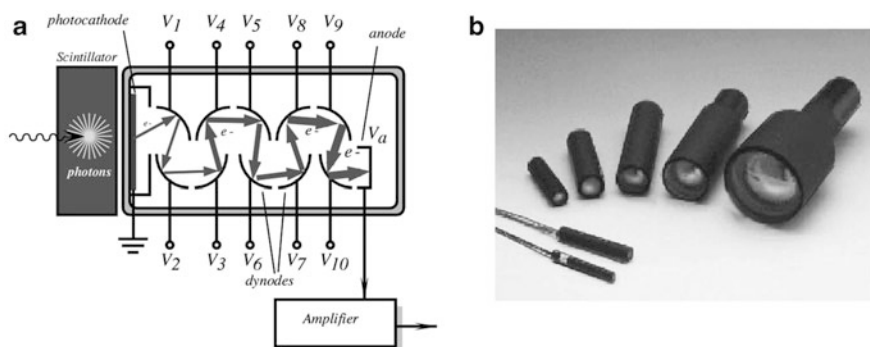 a
photocathode
V1 V4 V5 V8 V9
anode
b
Scintillator
e-
e-
e-
e-
Va
photons
V2 V3 V6 V7 V10
dynodes
Amplifier